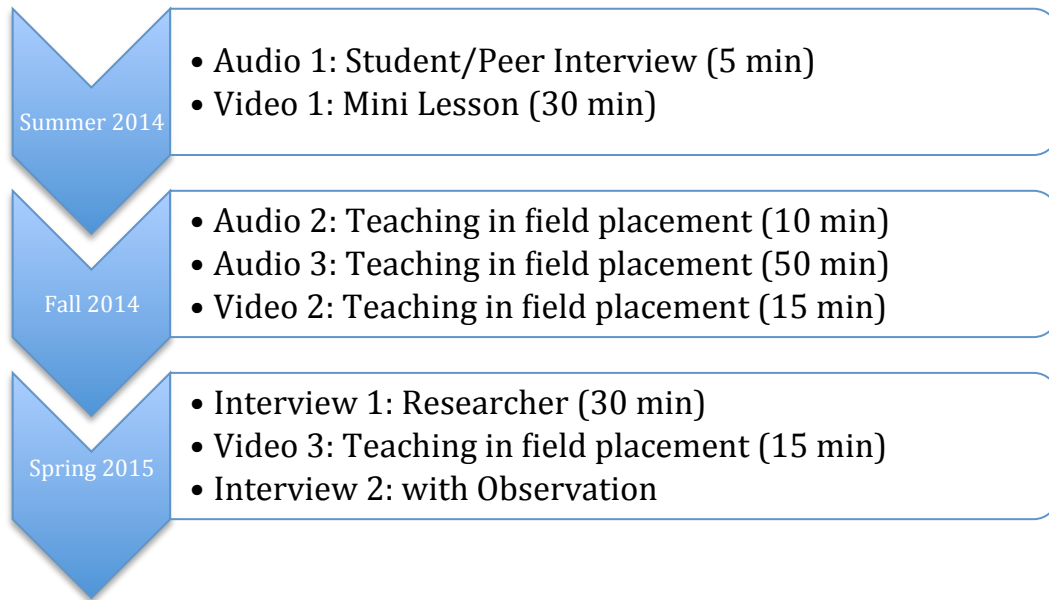 Summer 2014
• Audio 1: Student/Peer Interview (5 min)
• Video 1: Mini Lesson (30 min)
Fall 2014
• Audio 2: Teaching in field placement (10 min)
• Audio 3: Teaching in field placement (50 min)
• Video 2: Teaching in field placement (15 min)
Spring 2015
• Interview 1: Researcher (30 min)
• Video 3: Teaching in field placement (15 min)
• Interview 2: with Observation